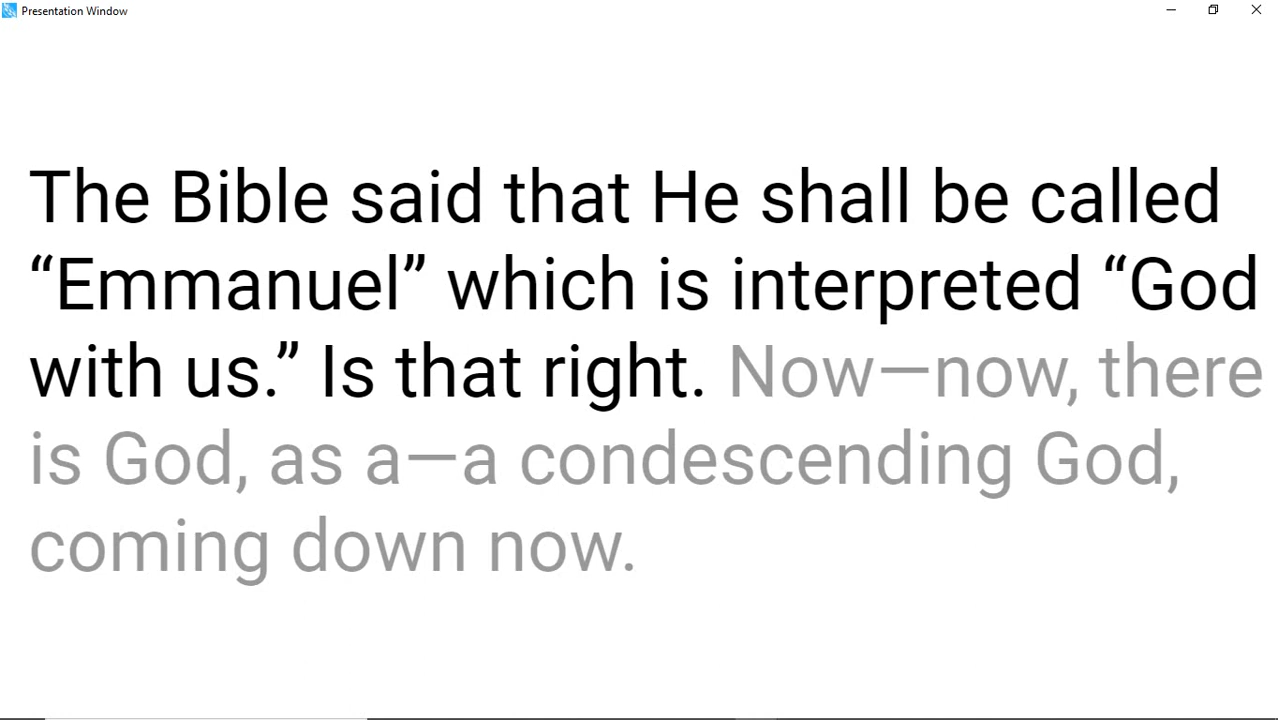 Presentation Window
The Bible said that He shall be called
“Emmanuel” which is interpreted “God
with us.” Is that right. Now—now, there
is God, as a—a condescending God,
coming down now.